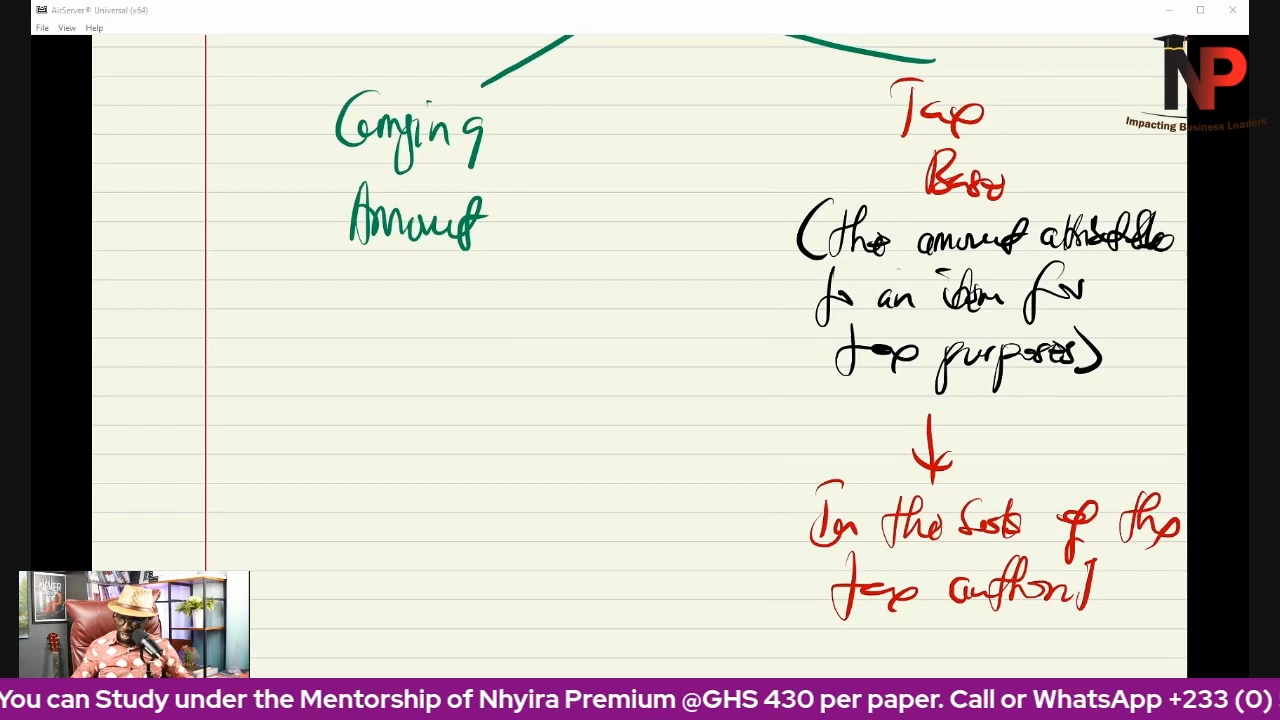 AirServer® Universal (x64)
File View Help
NP
Impacting Business Leaders
Carrying
Amount
Tax
Base
(the amount attributable
to an item for
tax purposes)
In the books of the
tax author
You can Study under the Mentorship of Nhyira Premium @GHS 430 per paper. Call or WhatsApp +233 (0)